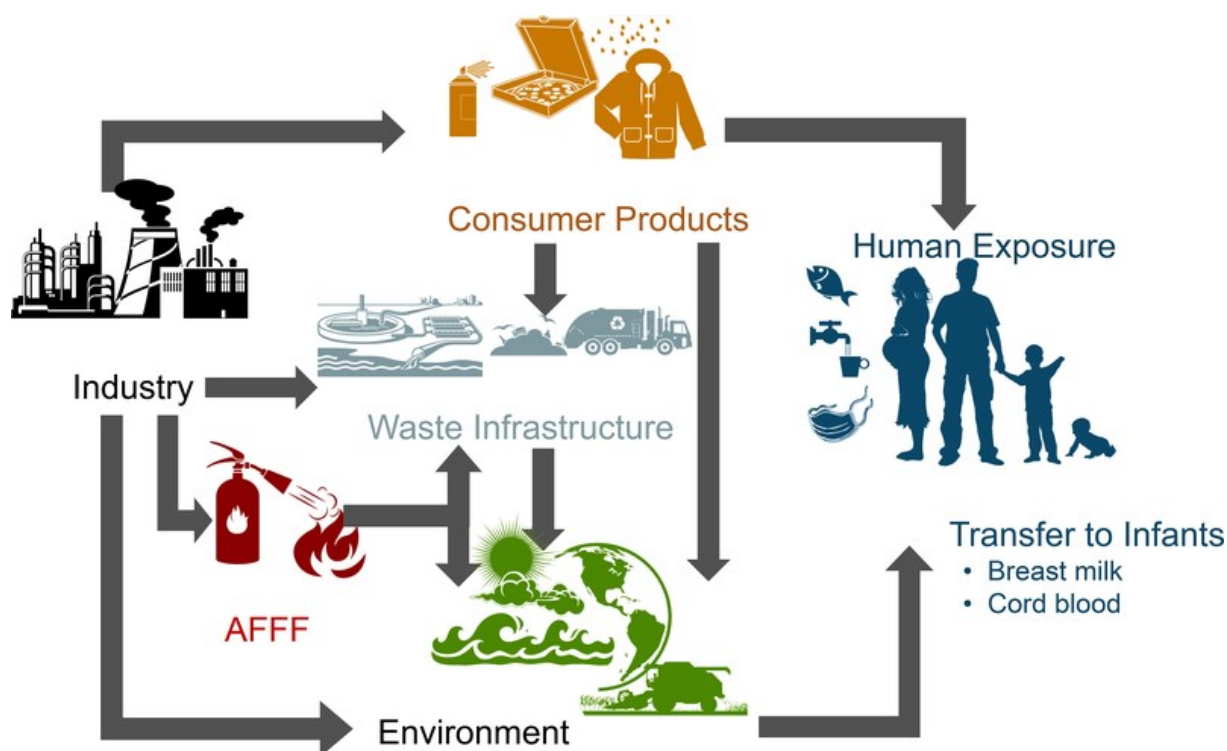 Consumer Products
Human Exposure
Industry
Waste Infrastructure
AFFF
Transfer to Infants
• Breast milk
• Cord blood
Environment